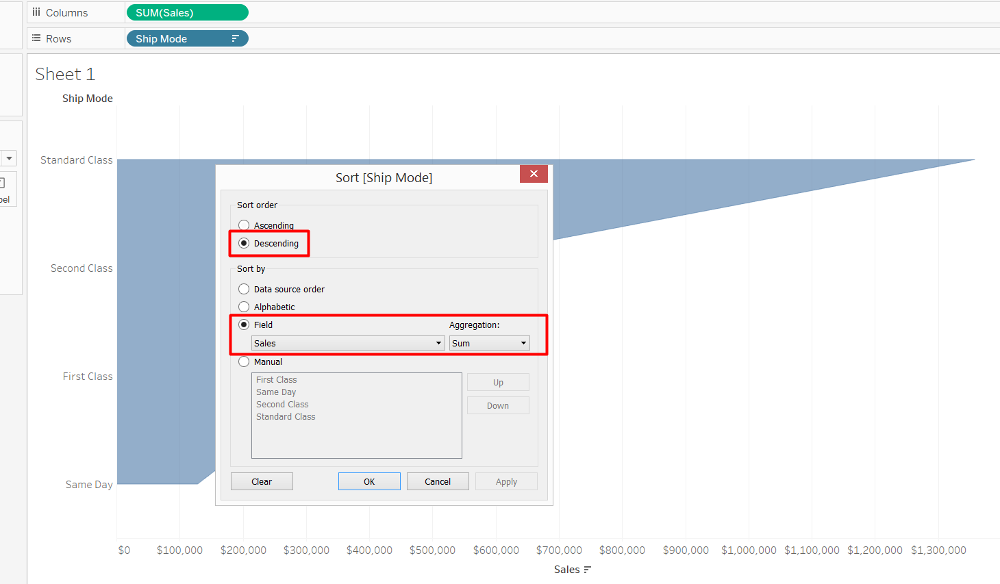 Columns SUM(Sales)
Rows Ship Mode
Sheet 1
Ship Mode
Standard Class
Second Class
First Class
Same Day
Sort [Ship Mode]
Sort order
Ascending
Descending
Sort by
Data source order
Alphabetic
Field Aggregation:
Sales Sum
Manual
First Class
Same Day
Second Class
Standard Class
Up
Down
Clear OK Cancel Apply
$0 $100,000 $200,000 $300,000 $400,000 $500,000 $600,000 $700,000 $800,000 $900,000 $1,000,000 $1,100,000 $1,200,000 $1,300,000
Sales